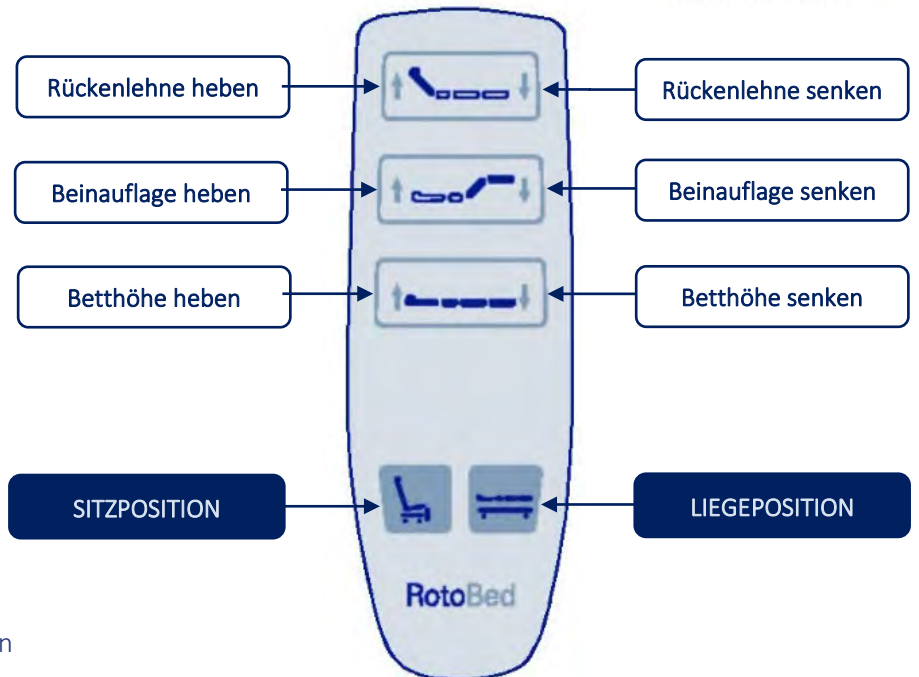 Rückenlehne heben
Rückenlehne senken
Beinauflage heben
Beinauflage senken
Betthöhe heben
Betthöhe senken
SITZPOSITION
LIEGEPOSITION
RotoBed
n